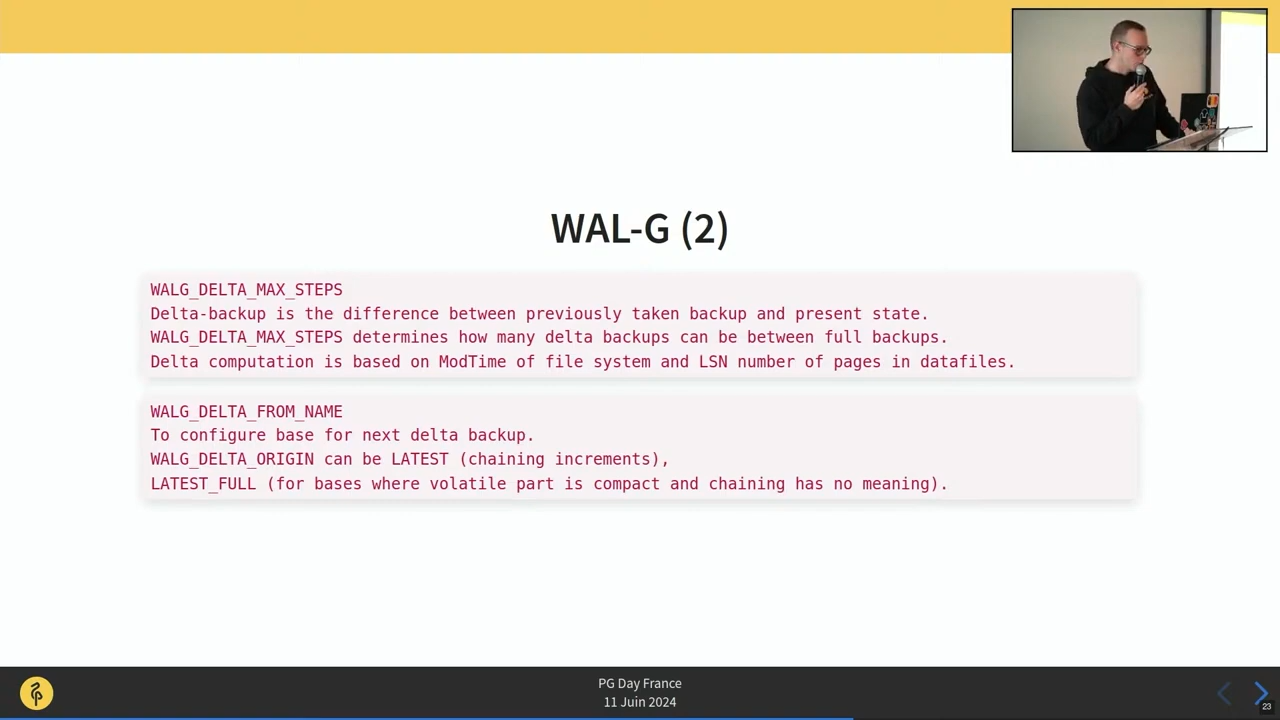 WAL-G (2)
WALG_DELTA_MAX_STEPS
Delta-backup is the difference between previously taken backup and present state.
WALG_DELTA_MAX_STEPS determines how many delta backups can be between full backups.
Delta computation is based on ModTime of file system and LSN number of pages in datafiles.
WALG_DELTA_FROM_NAME
To configure base for next delta backup.
WALG_DELTA_ORIGIN can be LATEST (chaining increments),
LATEST_FULL (for bases where volatile part is compact and chaining has no meaning).
PG Day France
11 Juin 2024
23